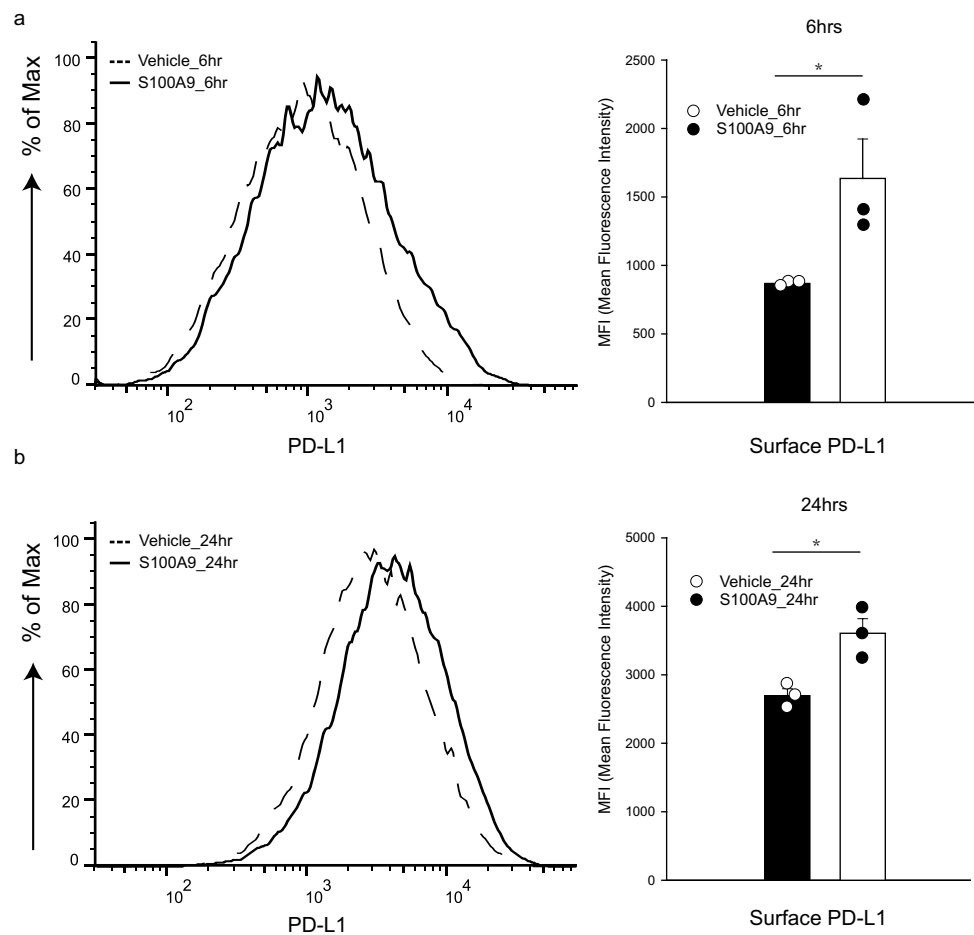 a
Vehicle_6hr
S100A9_6hr
% of Max
100
80
60
40
20
0
10²
10³
10⁴
PD-L1
6hrs
*
Vehicle_6hr
S100A9_6hr
MFI (Mean Fluorescence Intensity)
2500
2000
1500
1000
500
0
Surface PD-L1
b
Vehicle_24hr
S100A9_24hr
% of Max
100
80
60
40
20
0
10²
10³
10⁴
PD-L1
24hrs
*
Vehicle_24hr
S100A9_24hr
MFI (Mean Fluorescence Intensity)
5000
4000
3000
2000
1000
0
Surface PD-L1